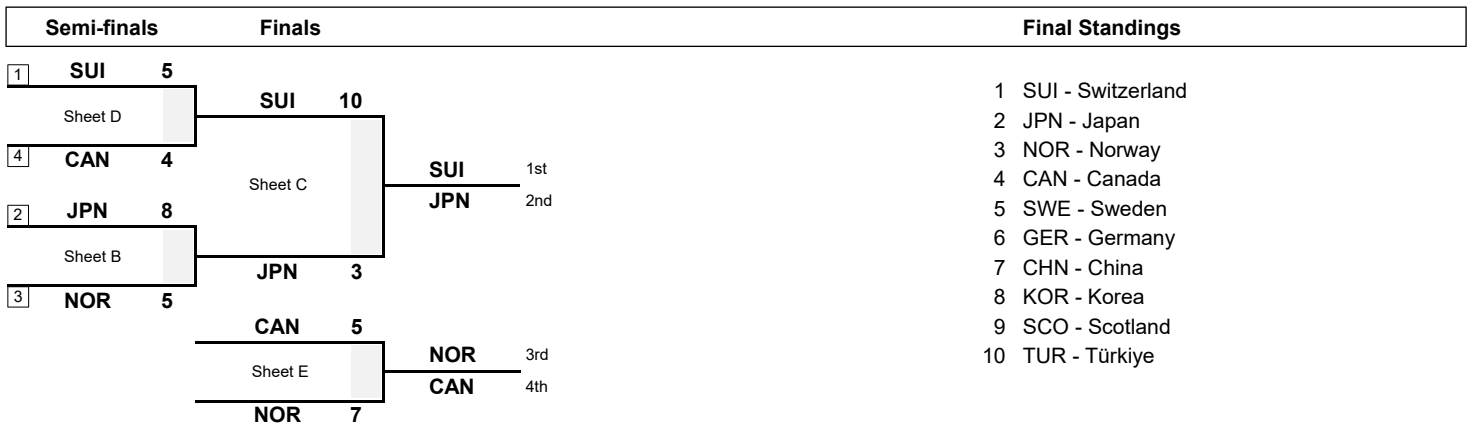 Semi-finals Finals Final Standings
1 SUI 5
Sheet D
4 CAN 4
2 JPN 8
Sheet B
3 NOR 5
SUI 10
Sheet C
JPN 3
CAN 5
Sheet E
NOR 7
SUI 1st
JPN 2nd
NOR 3rd
CAN 4th
1 SUI - Switzerland
2 JPN - Japan
3 NOR - Norway
4 CAN - Canada
5 SWE - Sweden
6 GER - Germany
7 CHN - China
8 KOR - Korea
9 SCO - Scotland
10 TUR - Türkiye